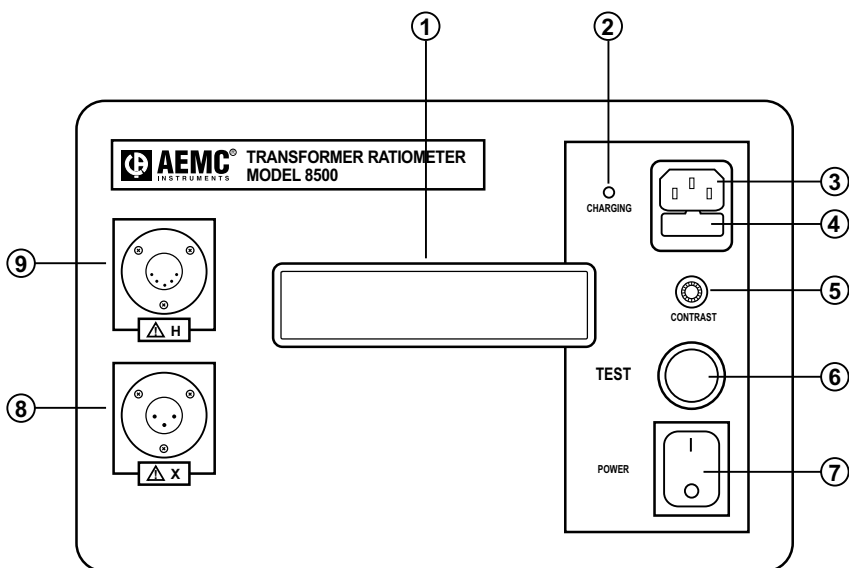 1
2
AEMC® TRANSFORMER RATIOMETER
INSTRUMENTS MODEL 8500
3
CHARGING
4
9
5
CONTRAST
H
TEST
6
8
POWER
7
X